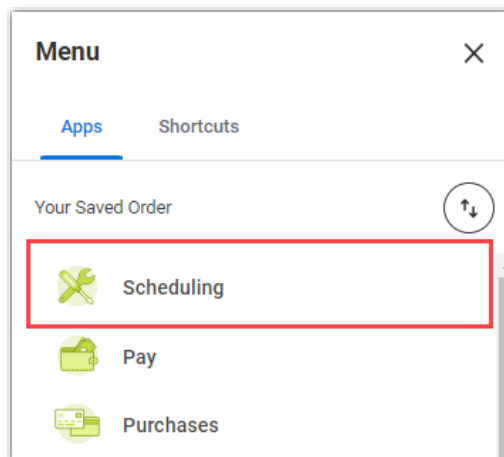 Menu
Apps Shortcuts
Your Saved Order
Scheduling
Pay
Purchases